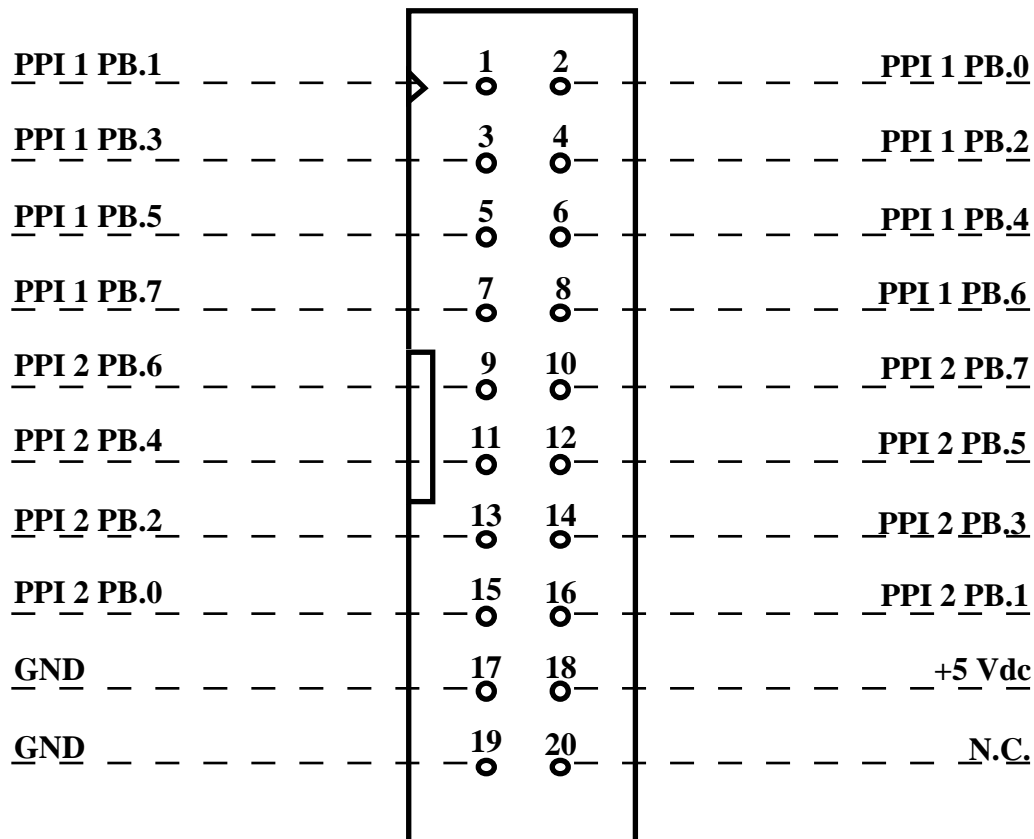 PPI 1 PB.1 1 2 PPI 1 PB.0
PPI 1 PB.3 3 4 PPI 1 PB.2
PPI 1 PB.5 5 6 PPI 1 PB.4
PPI 1 PB.7 7 8 PPI 1 PB.6
PPI 2 PB.6 9 10 PPI 2 PB.7
PPI 2 PB.4 11 12 PPI 2 PB.5
PPI 2 PB.2 13 14 PPI 2 PB.3
PPI 2 PB.0 15 16 PPI 2 PB.1
GND 17 18 +5 Vdc
GND 19 20 N.C.